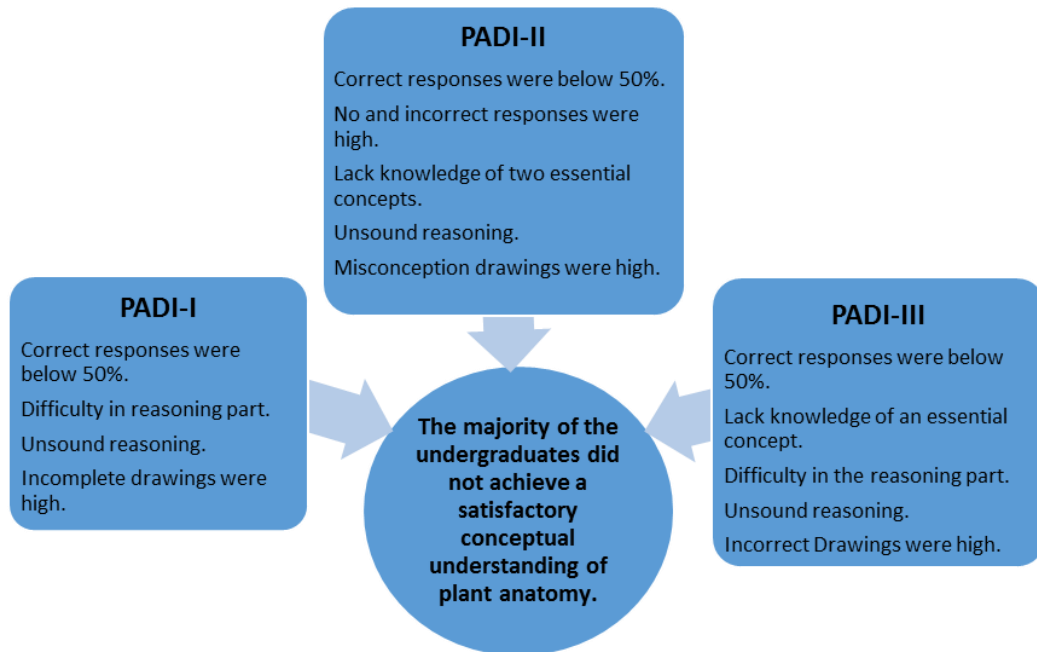 PADI-II
Correct responses were below 50%.
No and incorrect responses were
high.
Lack knowledge of two essential
concepts.
Unsound reasoning.
Misconception drawings were high.
PADI-I
Correct responses were
below 50%.
Difficulty in reasoning part.
Unsound reasoning.
Incomplete drawings were
high.
PADI-III
Correct responses were below
50%.
Lack knowledge of an essential
concept.
Difficulty in the reasoning part.
Unsound reasoning.
Incorrect Drawings were high.
The majority of the
undergraduates did
not achieve a
satisfactory
conceptual
understanding of
plant anatomy.